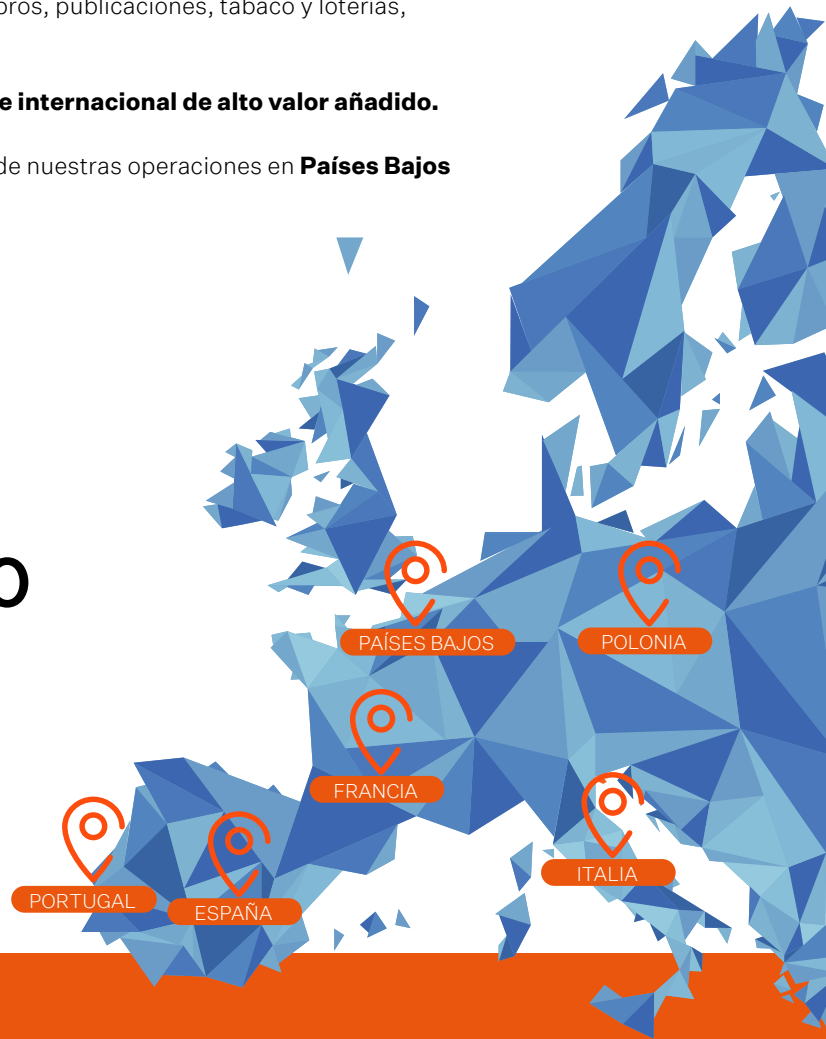 publicaciones, tabaco y loterías,
internacional de alto valor añadido.
de nuestras operaciones en Países Bajos
PAÍSES BAJOS
POLONIA
FRANCIA
ITALIA
PORTUGAL
ESPAÑA